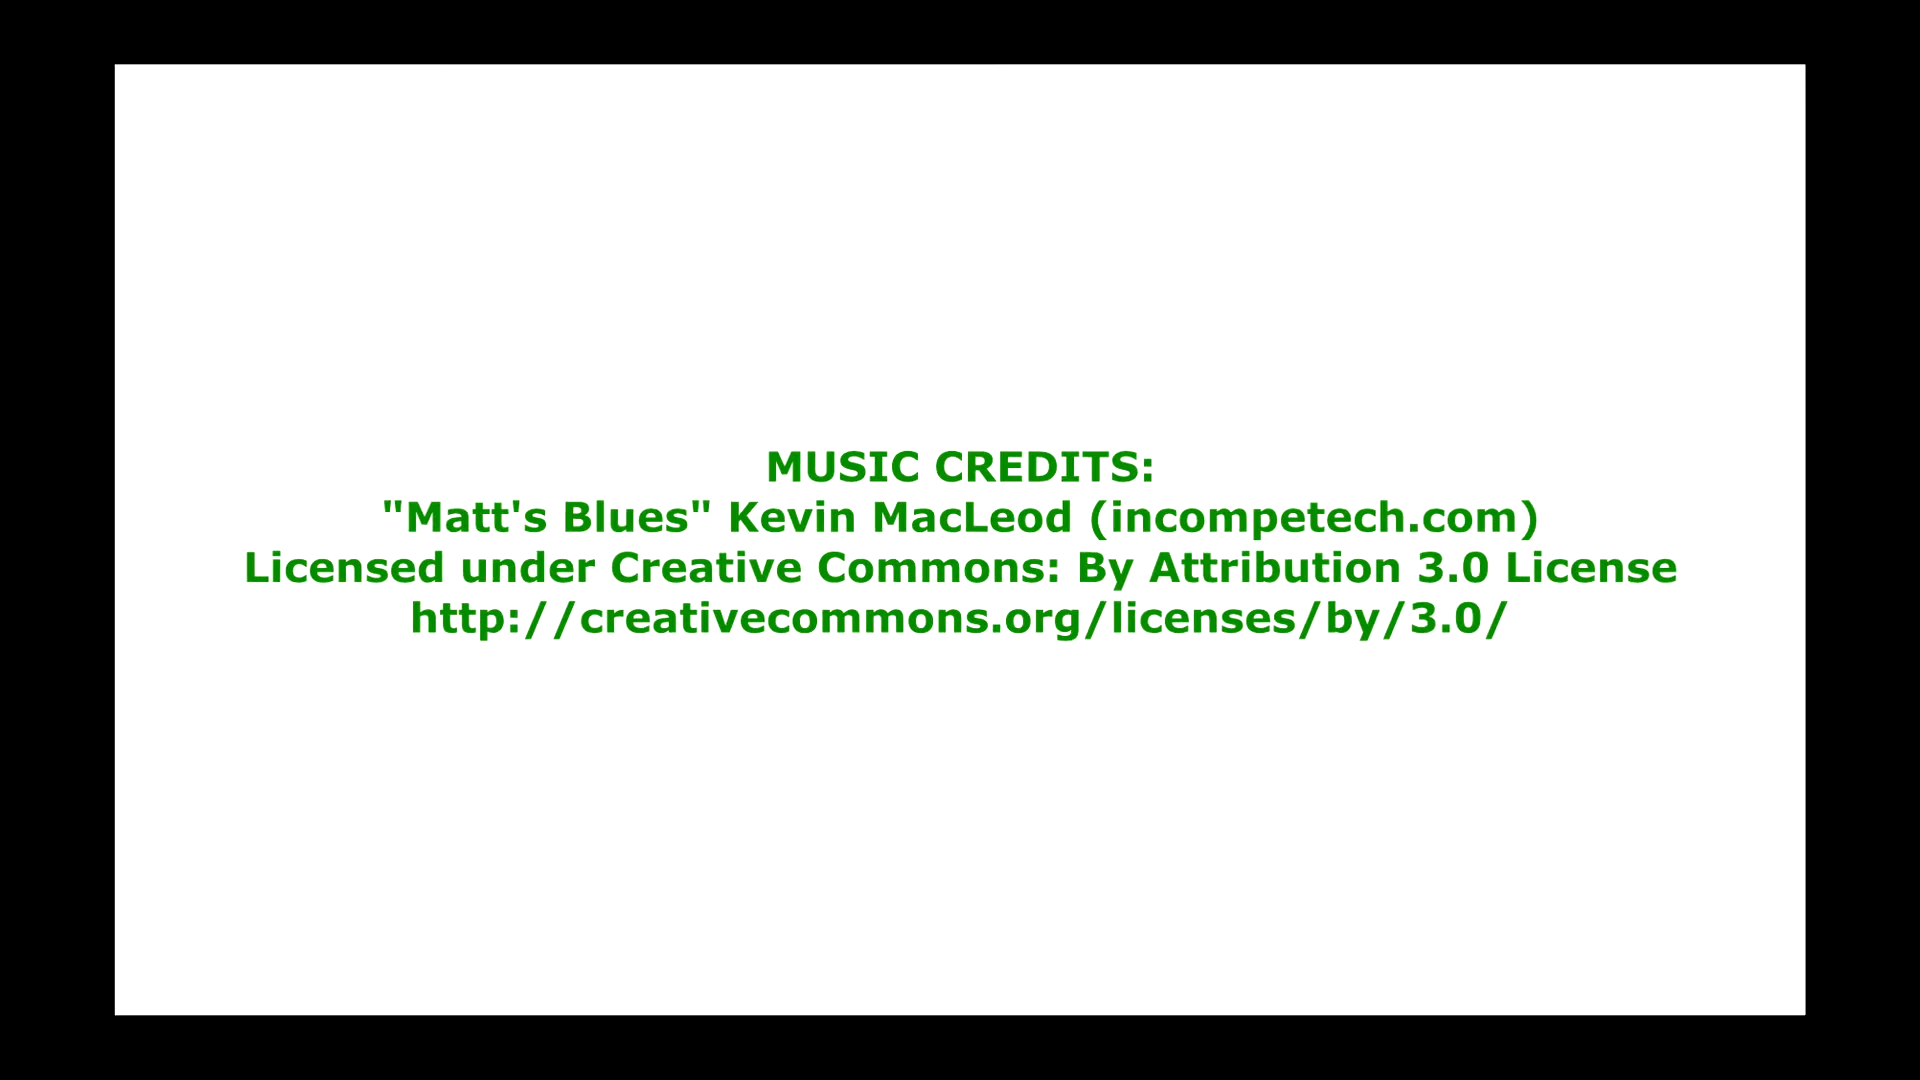 MUSIC CREDITS:
"Matt's Blues" Kevin MacLeod (incompetech.com)
Licensed under Creative Commons: By Attribution 3.0 License
http://creativecommons.org/licenses/by/3.0/